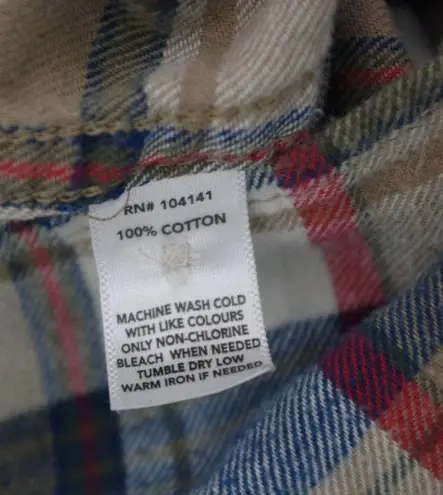 RN# 104141
100% COTTON
MACHINE WASH COLD
WITH LIKE COLOURS
ONLY NON-CHLORINE
BLEACH WHEN NEEDED
TUMBLE DRY LOW
WARM IRON IF NEEDED